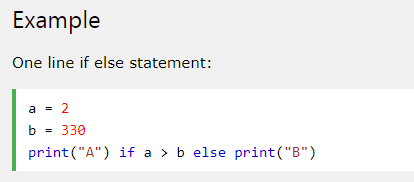 Example
One line if else statement:
a = 2
b = 330
print("A") if a > b else print("B")